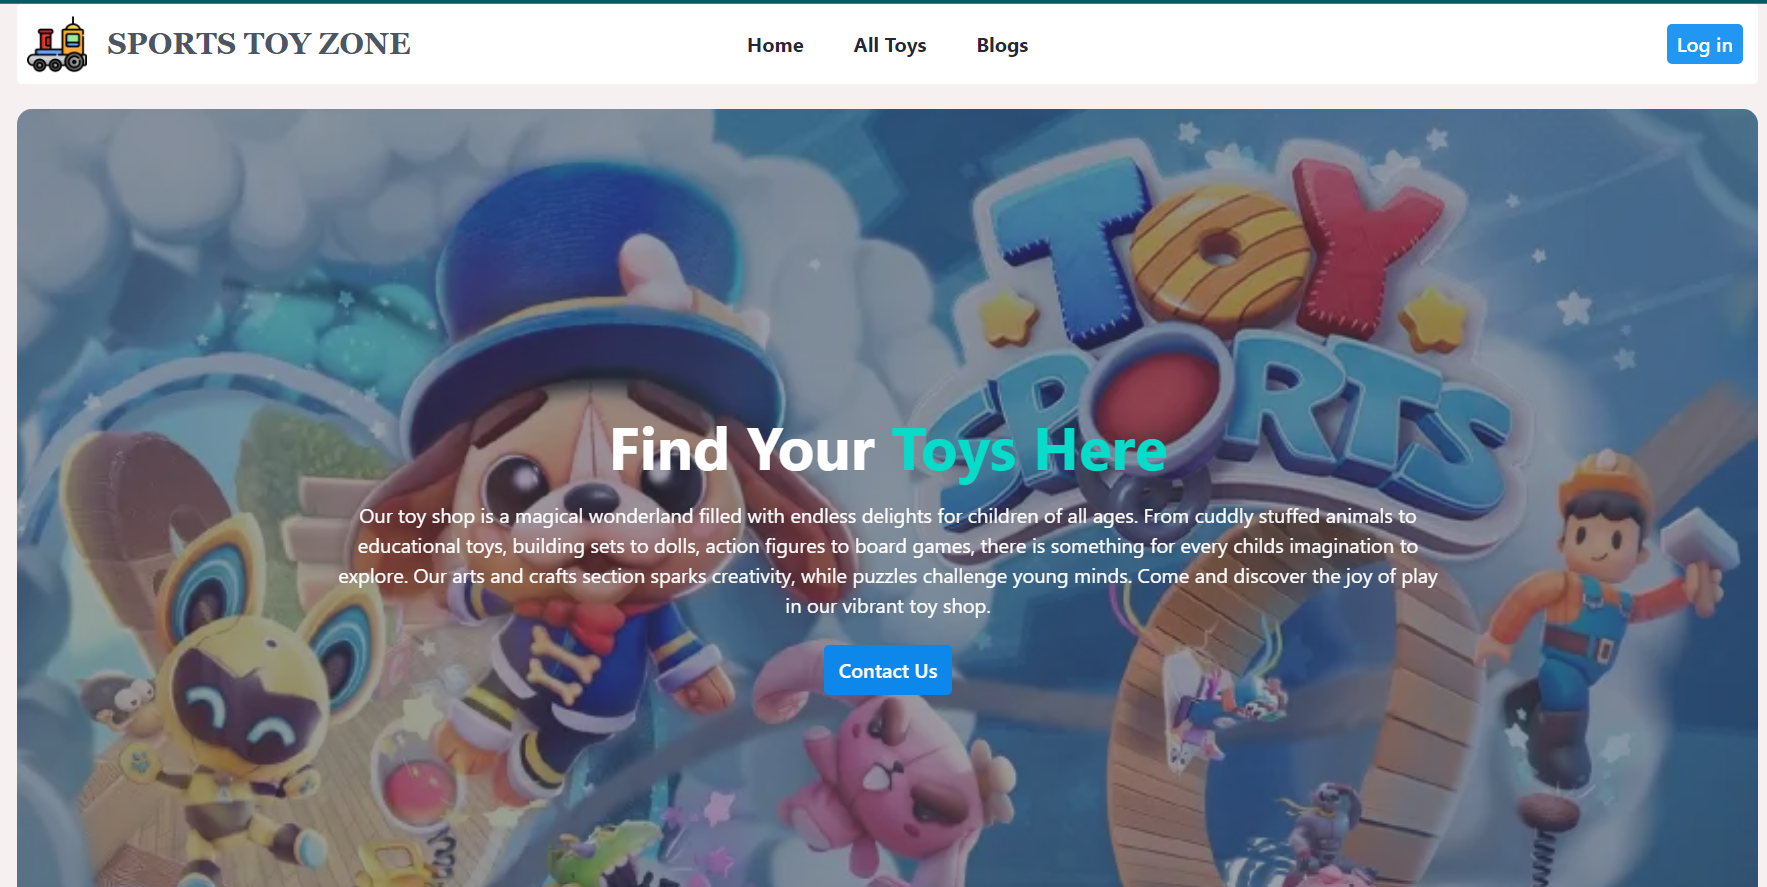 SPORTS TOY ZONE
Home
All Toys
Blogs
Log in
TOY
SPORTS
Find Your Toys Here
Our toy shop is a magical wonderland filled with endless delights for children of all ages. From cuddly stuffed animals to
educational toys, building sets to dolls, action figures to board games, there is something for every childs imagination to
explore. Our arts and crafts section sparks creativity, while puzzles challenge young minds. Come and discover the joy of play
in our vibrant toy shop.
Contact Us